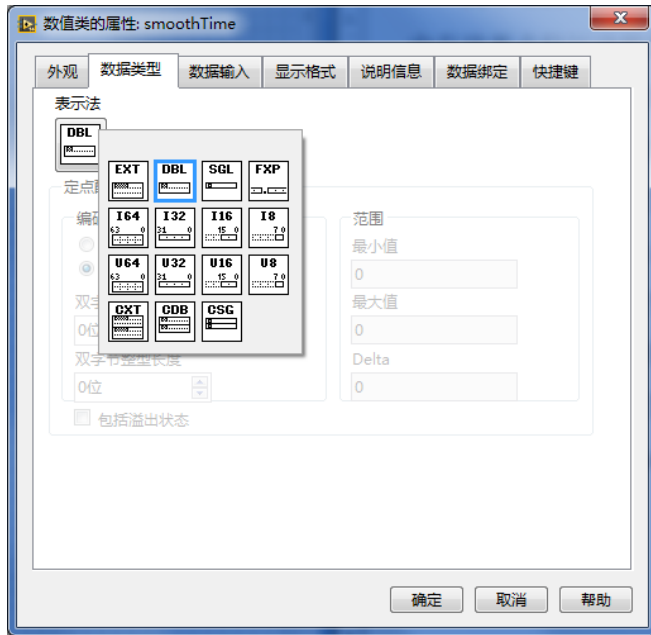 数值类的属性: smoothTime
外观 数据类型 数据输入 显示格式 说明信息 数据绑定 快捷键
表示法
DBL
EXT DBL SGL FXP
定点
I64 I32 I16 I8
63 0 31 0 15 0 7 0
编 范围
最小值
U64 U32 U16 U8
63 0 31 0 15 0 7 0
0
双字 最大值
CXT CDB CSG
0位 0
双字节整型长度 Delta
0位 0
包括溢出状态
确定 取消 帮助